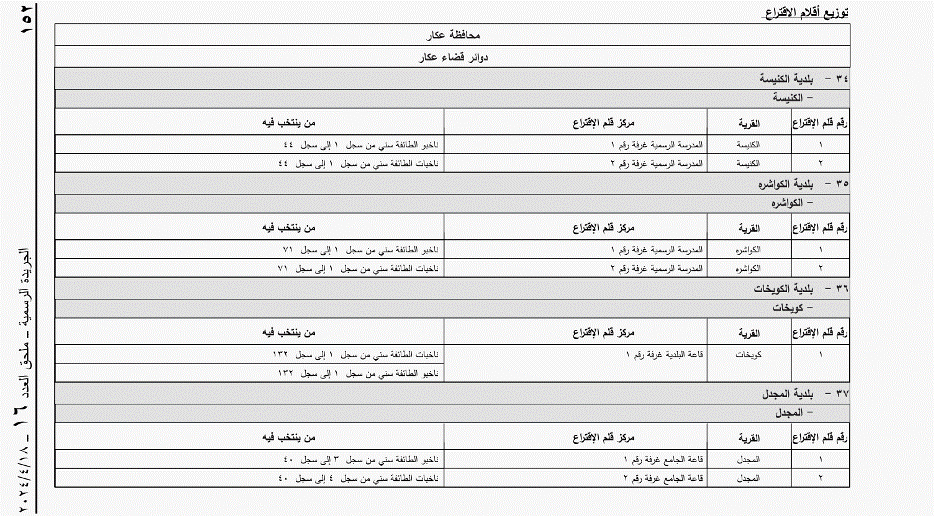 توزيع أقلام الإقتراع
محافظة عكار
دوائر قضاء عكار
٣٤ - بلدية الكنيسة
- الكنيسة
رقم قلم الإقتراع القرية مركز قلم الإقتراع من ينتخب فيه
١ الكنيسة المدرسة الرسمية غرفة رقم ١ ناخبو الطائفة سني من سجل ١ إلى سجل ٤٤
٢ الكنيسة المدرسة الرسمية غرفة رقم ٢ ناخبات الطائفة سني من سجل ١ إلى سجل ٤٤
٣٥ - بلدية الكواشره
- الكواشره
رقم قلم الإقتراع القرية مركز قلم الإقتراع من ينتخب فيه
١ الكواشره المدرسة الرسمية غرفة رقم ١ ناخبو الطائفة سني من سجل ١ إلى سجل ٧١
٢ الكواشره المدرسة الرسمية غرفة رقم ٢ ناخبات الطائفة سني من سجل ١ إلى سجل ٧١
٣٦ - بلدية الكويخات
- كويخات
رقم قلم الإقتراع القرية مركز قلم الإقتراع من ينتخب فيه
١ كويخات قاعة البلدية غرفة رقم ١ ناخبات الطائفة سني من سجل ١ إلى سجل ١٣٢
ناخبو الطائفة سني من سجل ١ إلى سجل ١٣٢
٣٧ - بلدية المجدل
- المجدل
رقم قلم الإقتراع القرية مركز قلم الإقتراع من ينتخب فيه
١ المجدل قاعة الجامع غرفة رقم ١ ناخبو الطائفة سني من سجل ٣ إلى سجل ٤٠
٢ المجدل قاعة الجامع غرفة رقم ٢ ناخبات الطائفة سني من سجل ٤ إلى سجل ٤٠
١٥٢
الجريدة الرسمية - ملحق العدد ١٦ - ٢٠٢٤/٤/١٨